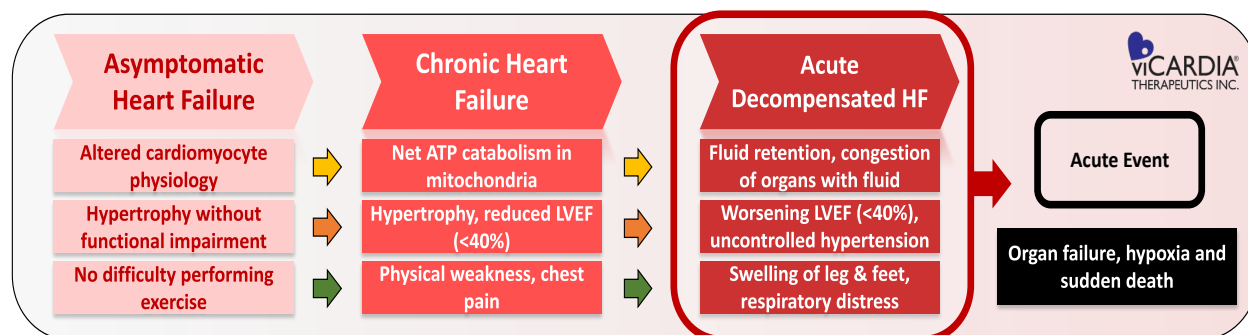 Asymptomatic
Heart Failure
Altered cardiomyocyte
physiology
Hypertrophy without
functional impairment
No difficulty performing
exercise
Chronic Heart
Failure
Net ATP catabolism in
mitochondria
Hypertrophy, reduced LVEF
(<40%)
Physical weakness, chest
pain
Acute
Decompensated HF
Fluid retention, congestion
of organs with fluid
Worsening LVEF (<40%),
uncontrolled hypertension
Swelling of leg & feet,
respiratory distress
viCARDIA®
THERAPEUTICS INC.
Acute Event
Organ failure, hypoxia and
sudden death